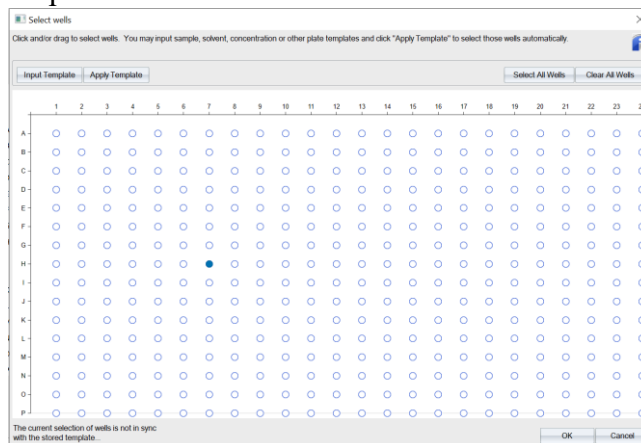 Select wells
Click and/or drag to select wells. You may input sample, solvent, concentration or other plate templates and click "Apply Template" to select those wells automatically.
Input Template Apply Template Select All Wells Clear All Wells
1 2 3 4 5 6 7 8 9 10 11 12 13 14 15 16 17 18 19 20 21 22 23
A
B
C
D
E
F
G
H
I
J
K
L
M
N
O
P
The current selection of wells is not in sync
with the stored template...
OK Cancel